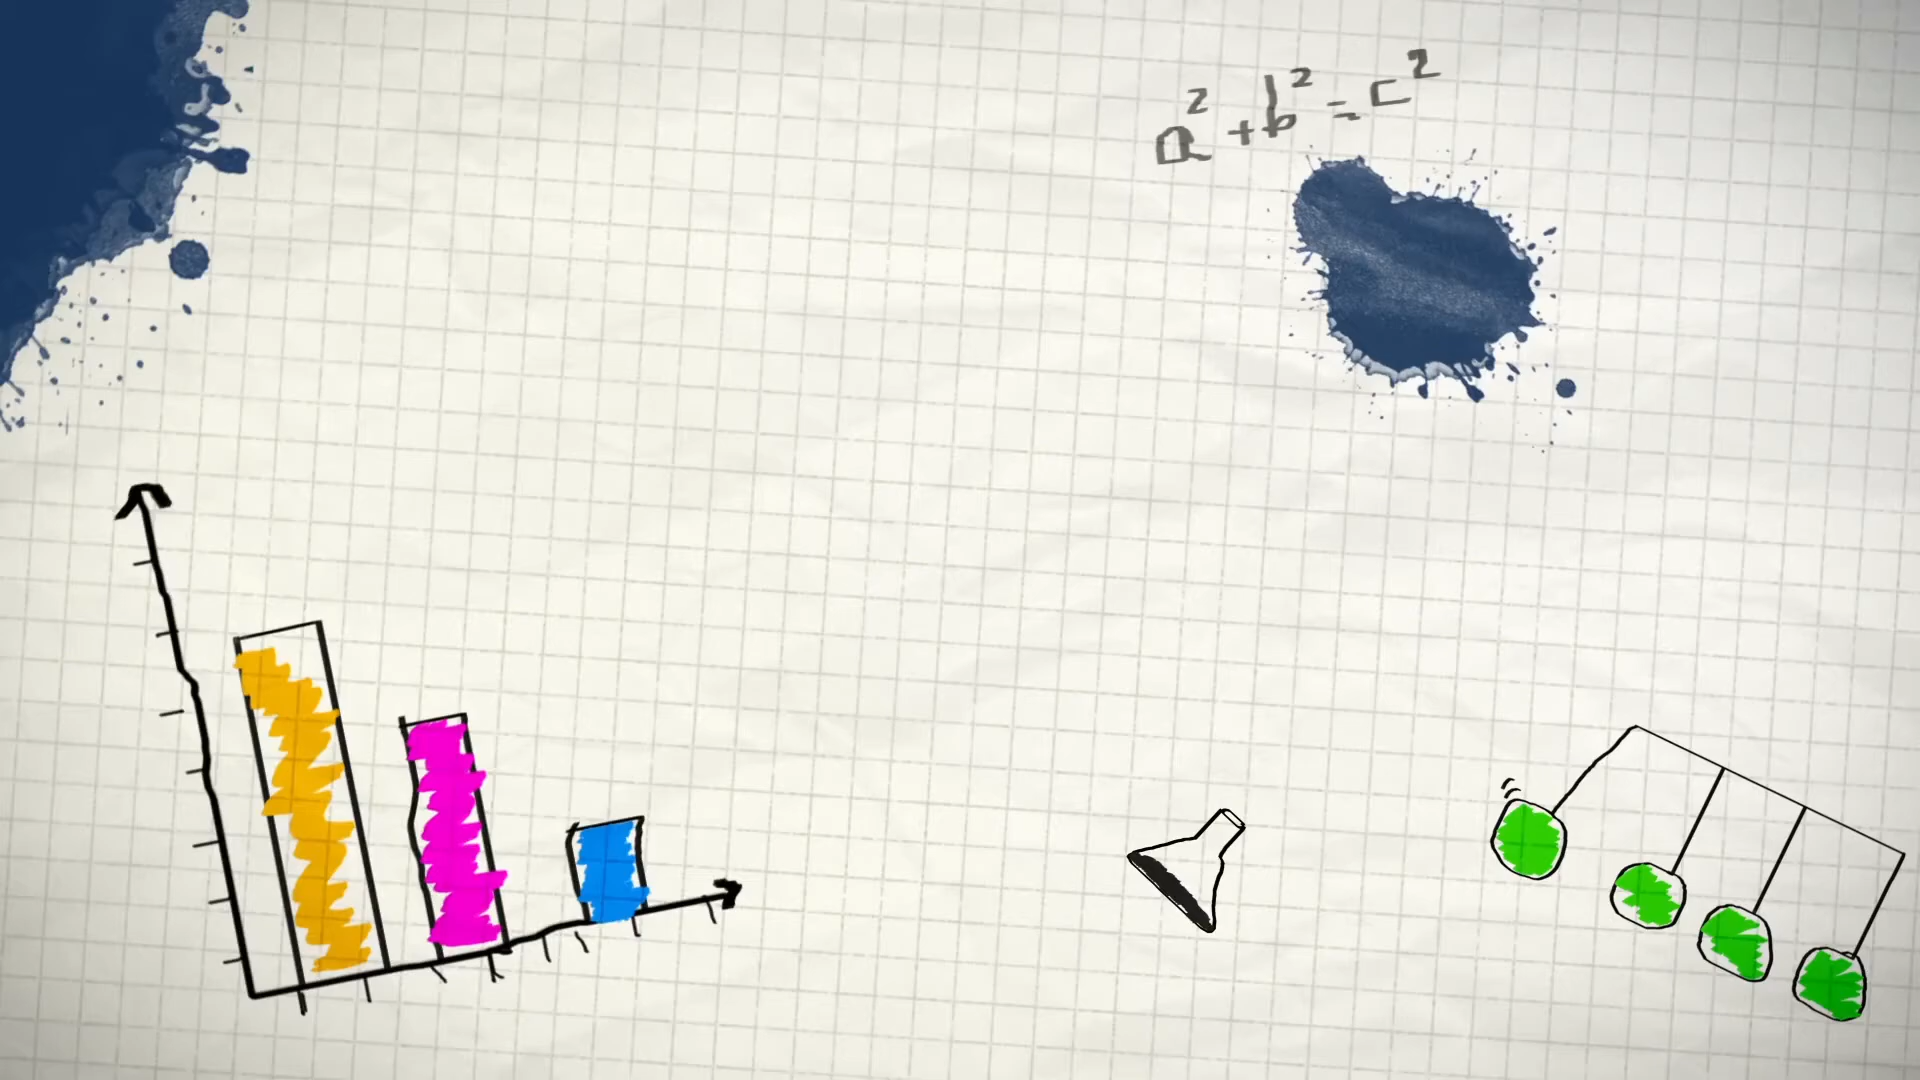 a² + b² = c²